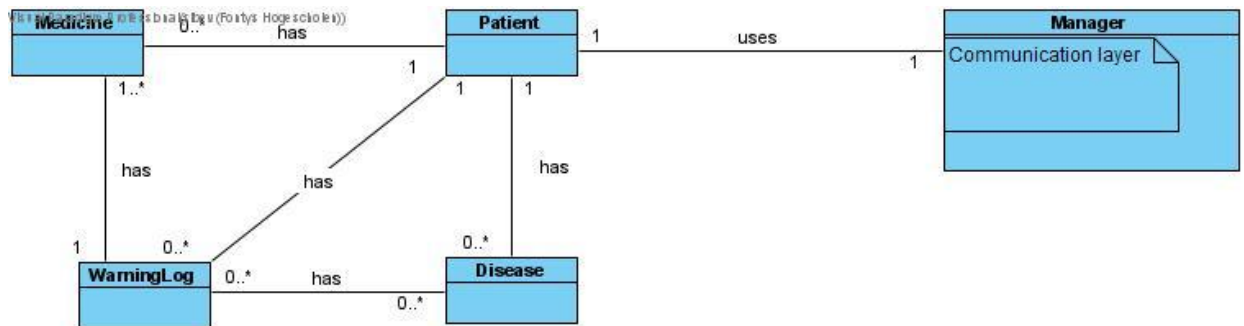 Medicine
0..*
has
Patient
1
uses
Manager
1
1
Communication layer
1..*
1
1
has
has
has
1
0..*
0..*
WarningLog
0..*
has
Disease
0..*